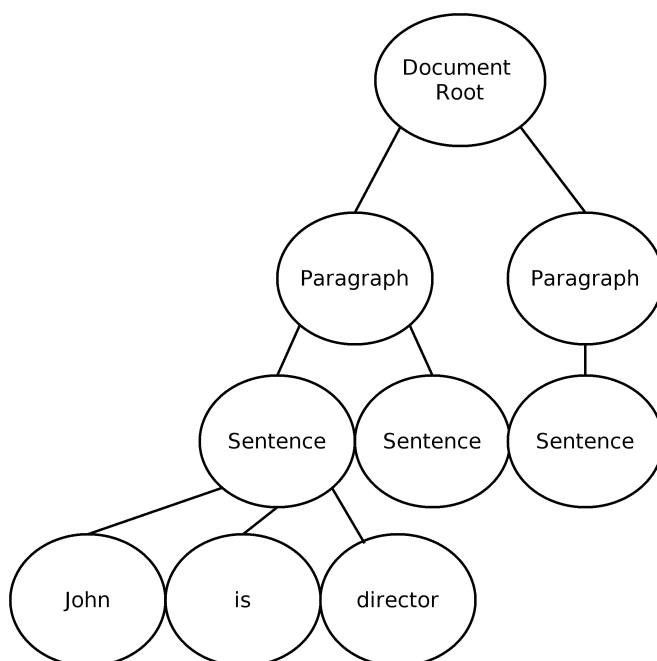 Document
Root
Paragraph
Paragraph
Sentence
Sentence
Sentence
John
is
director